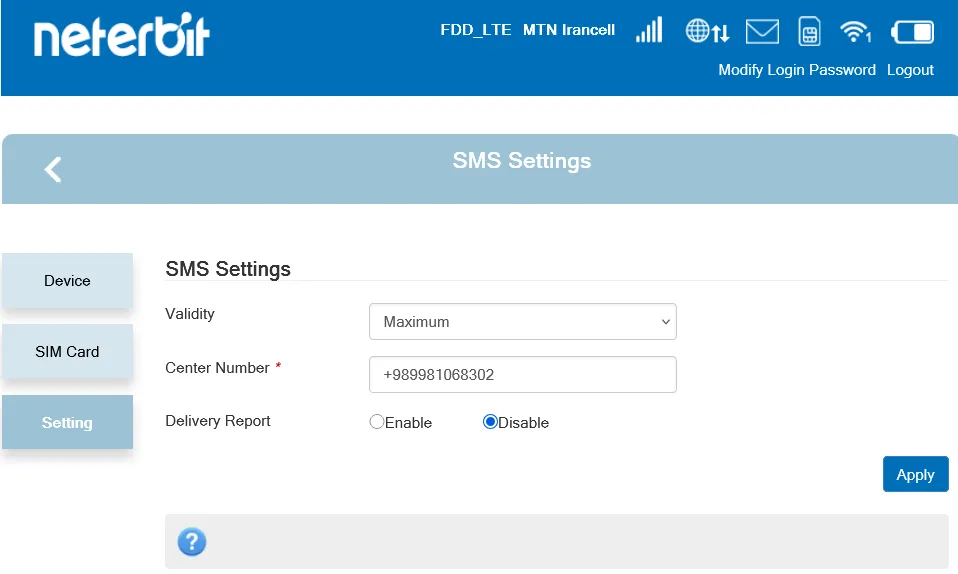 neterbit
FDD_LTE MTN Irancell
1
Modify Login Password Logout
SMS Settings
Device
SIM Card
Setting
SMS Settings
Validity Maximum
Center Number * +989981068302
Delivery Report Enable Disable
Apply
?